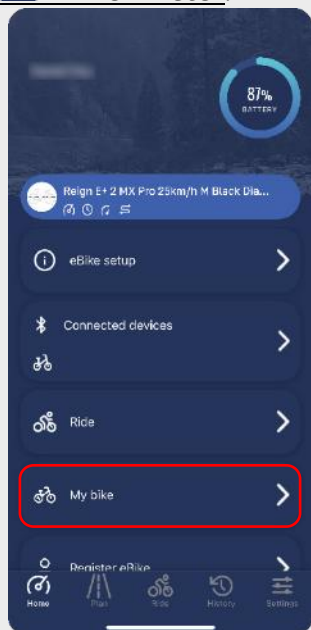 87%
BATTERY
Reign E+ 2 MX Pro 25km/h M Black Dia...
eBike setup
Connected devices
Ride
My bike
Register eBike
Home
Plan
Ride
History
Settings